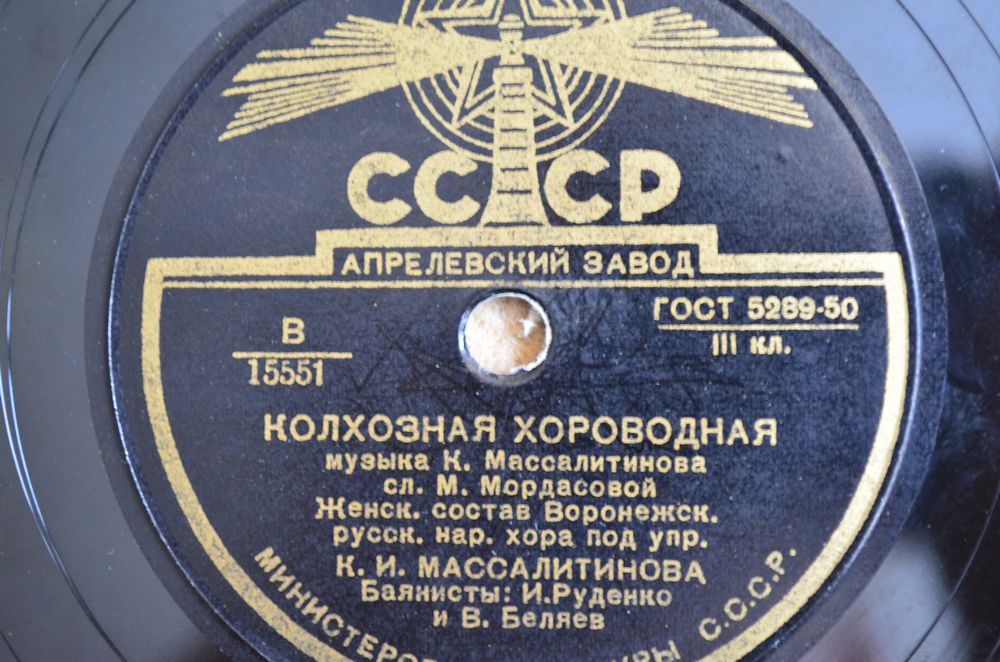 СССР
АПРЕЛЕВСКИЙ ЗАВОД
В
15551
ГОСТ 5289-50
III кл.
КОЛХОЗНАЯ ХОРОВОДНАЯ
музыка К. Массалитинова
сл. М. Мордасовой
Женск. состав Воронежск.
русск. нар. хора под упр.
К. И. МАССАЛИТИНОВА
Баянисты: И.Руденко
и В. Беляев
С.С.С.Р.